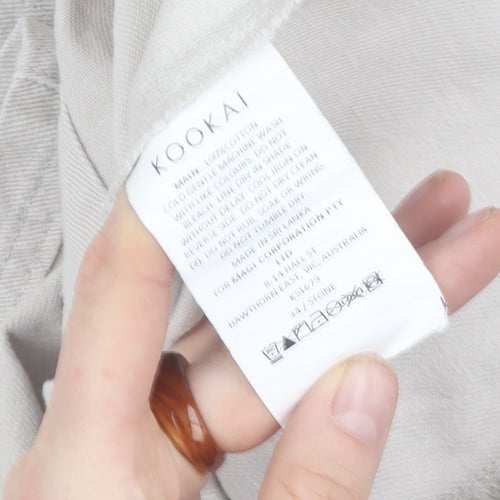 KOOKAÏ
MAIN: 100%COTTON
COLD GENTLE MACHINE WASH
WITH LIKE COLOURS. DO NOT
BLEACH. LINE DRY IN SHADE
WITHOUT DELAY. COOL IRON ON
REVERSE SIDE. DO NOT DRY CLEAN.
DO NOT RUB, SOAK OR WRING.
DO NOT TUMBLE DRY.
MADE IN SRI LANKA
FOR MAGI CORPORATION PTY
LTD
8-14 HALL ST
HAWTHORN EAST, VIC, AUSTRALIA
KS1679
34 / STONE